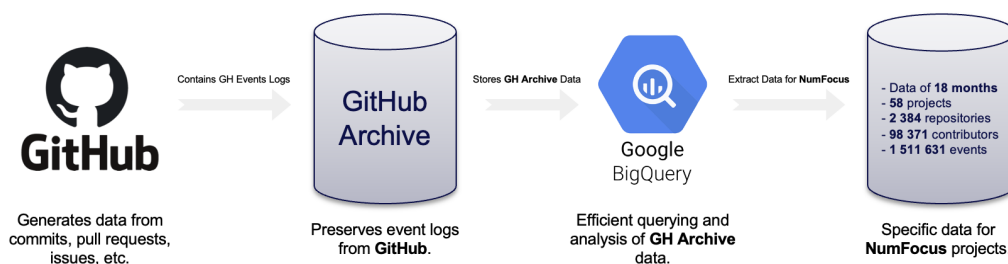 GitHub
Generates data from
commits, pull requests,
issues, etc.
Contains GH Events Logs
GitHub
Archive
Preserves event logs
from GitHub.
Stores GH Archive Data
Google
BigQuery
Efficient querying and
analysis of GH Archive
data.
Extract Data for NumFocus
- Data of 18 months
- 58 projects
- 2 384 repositories
- 98 371 contributors
- 1 511 631 events
Specific data for
NumFocus projects